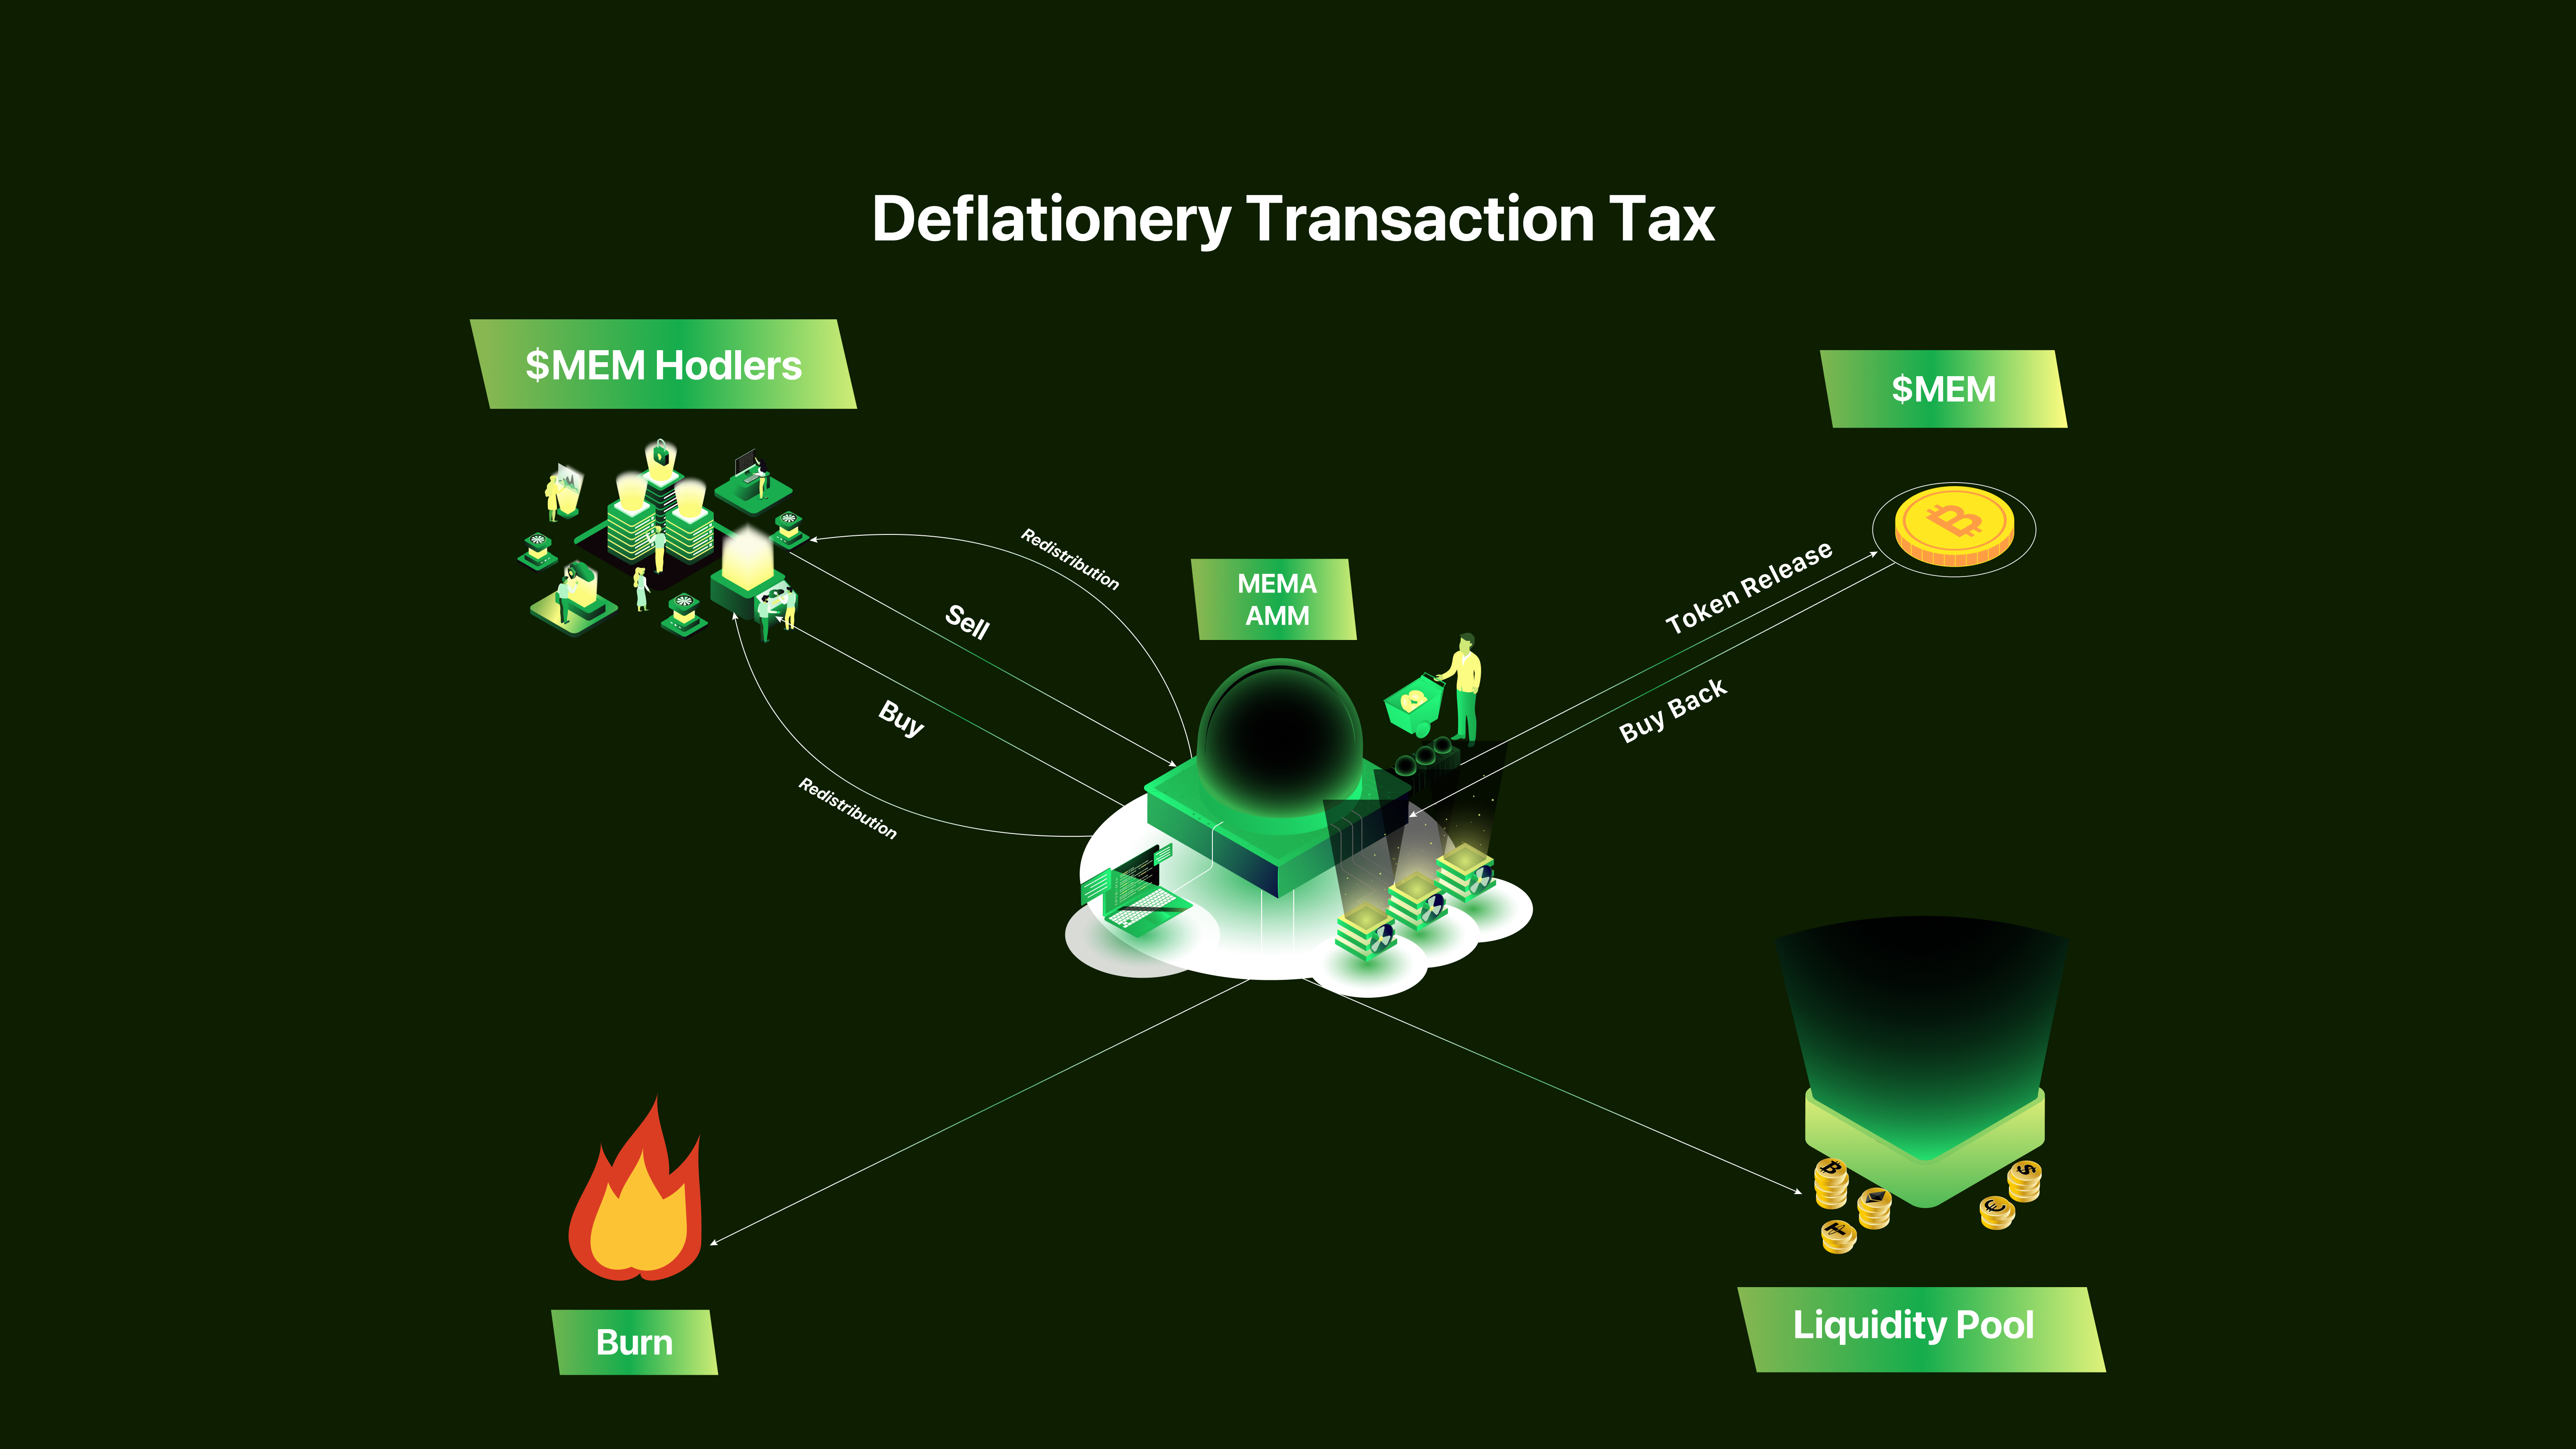 Deflationery Transaction Tax
$MEM Hodlers
$MEM
Redistribution
Token Release
MEMA
AMM
Sell
Buy
Buy Back
Redistribution
Burn
Liquidity Pool